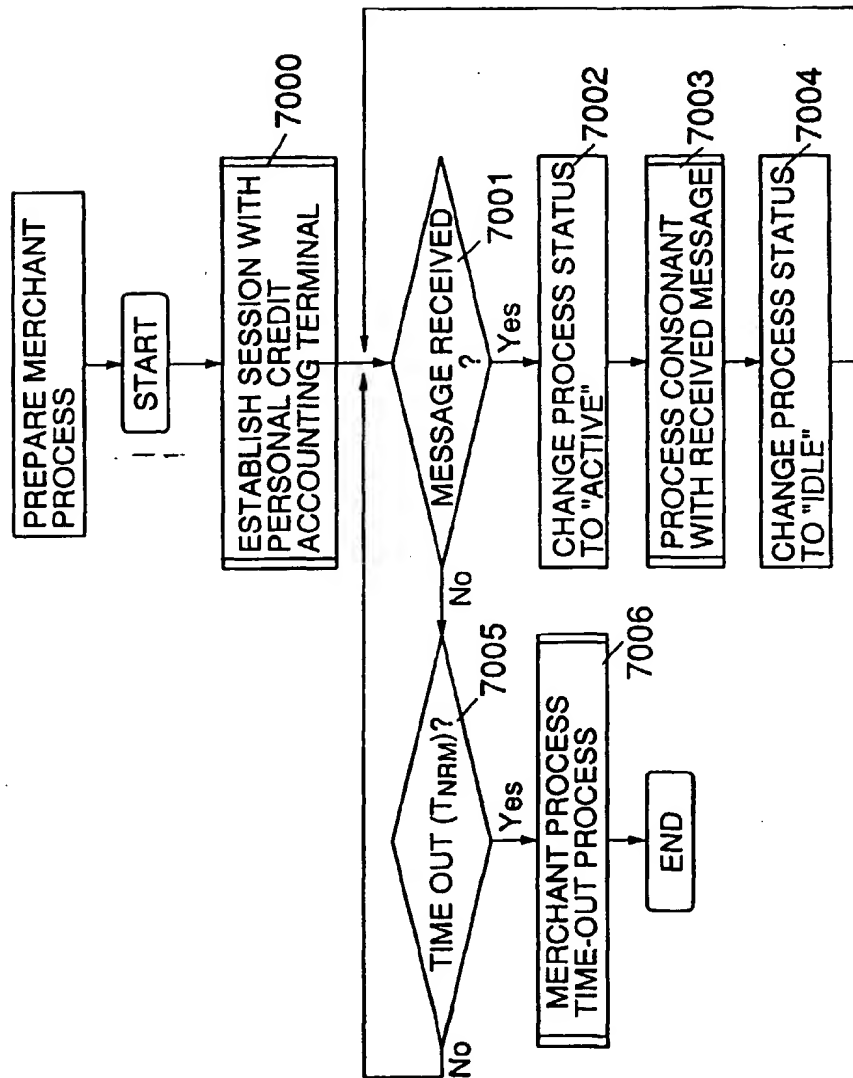 PREPARE MERCHANT
PROCESS
START
7000
ESTABLISH SESSION WITH
PERSONAL CREDIT
ACCOUNTING TERMINAL
7001
MESSAGE RECEIVED
?
Yes
No
7002
CHANGE PROCESS STATUS
TO "ACTIVE"
7003
PROCESS CONSONANT
WITH RECEIVED MESSAGE
7004
CHANGE PROCESS STATUS
TO "IDLE"
7005
TIME OUT (TNRM)?
No
Yes
7006
MERCHANT PROCESS
TIME-OUT PROCESS
END